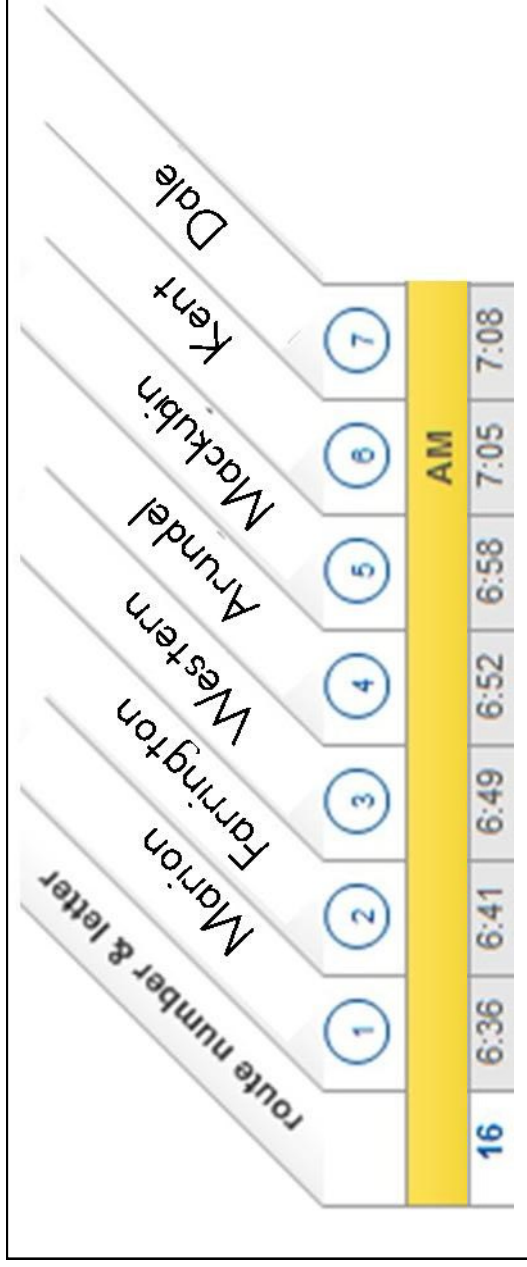 route number & letter
Marion
Farrington
Western
Arundel
Mackubin
Kent
Dale
1 2 3 4 5 6 7
AM
16 6:36 6:41 6:49 6:52 6:58 7:05 7:08